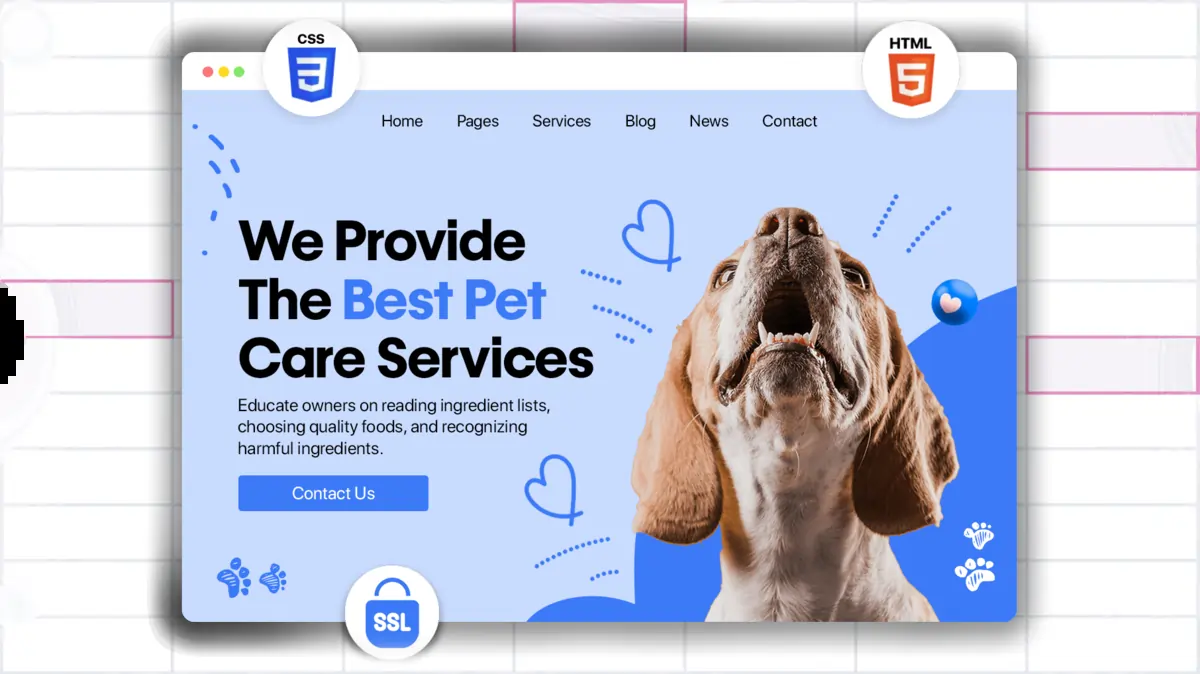 CSS
3
HTML
5
Home Pages Services Blog News Contact
We Provide
The Best Pet
Care Services
Educate owners on reading ingredient lists,
choosing quality foods, and recognizing
harmful ingredients.
Contact Us
SSL